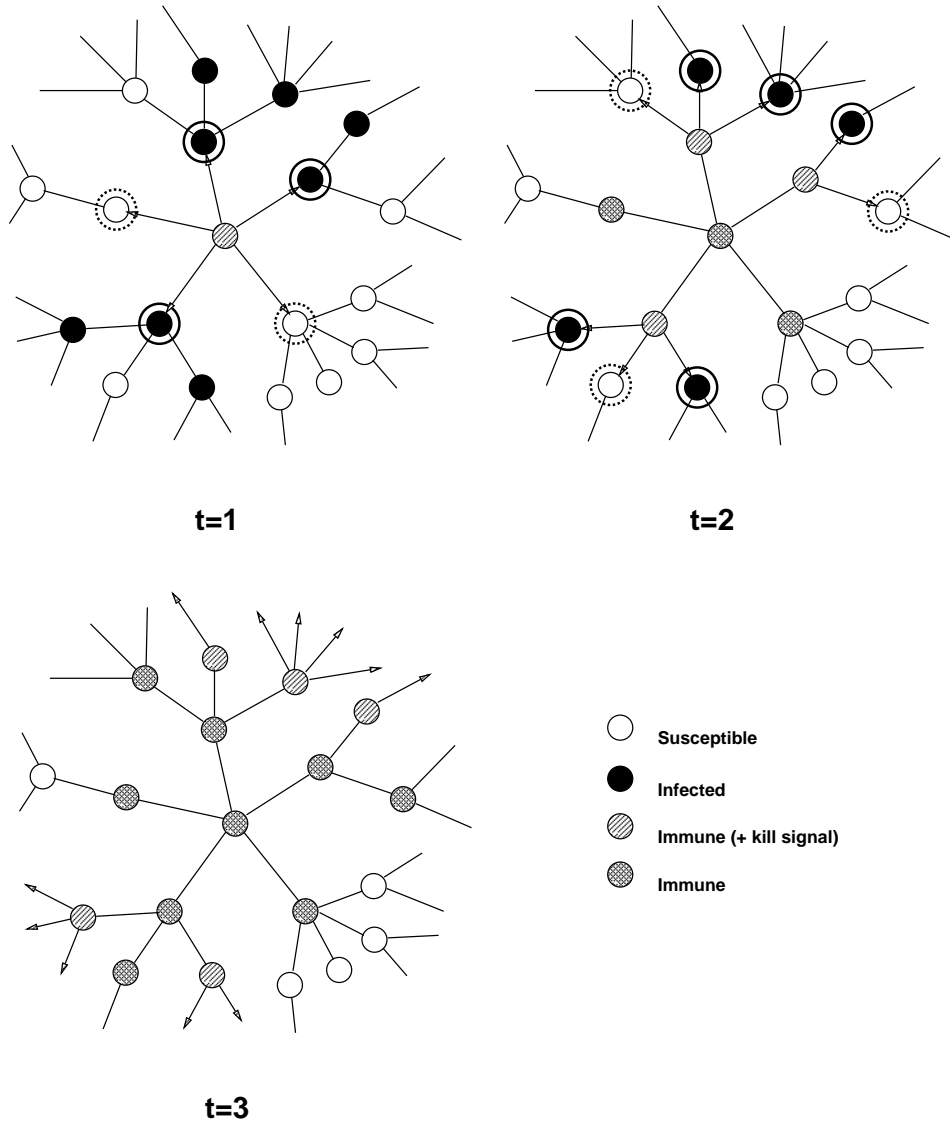 t=1
t=2
Susceptible
Infected
Immune (+ kill signal)
Immune
t=3